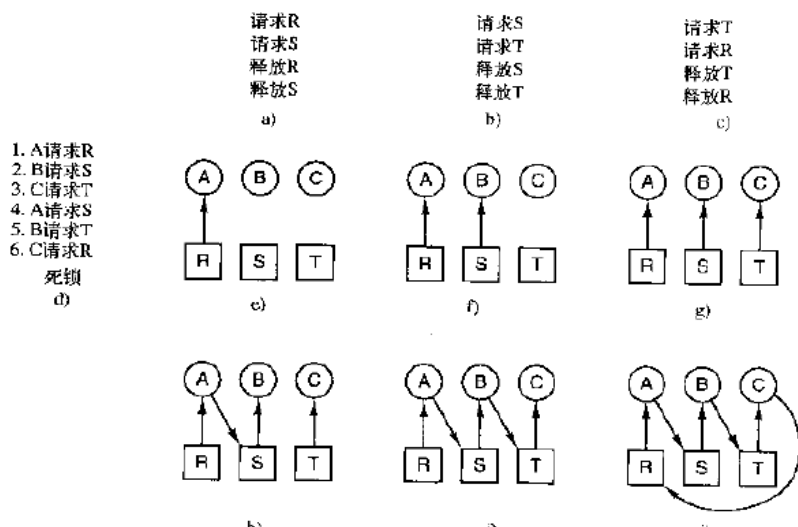 请求R
请求S
释放R
释放S
a)
请求S
请求T
释放S
释放T
b)
请求T
请求R
释放T
释放R
c)
1. A请求R
2. B请求S
3. C请求T
4. A请求S
5. B请求T
6. C请求R
死锁
d)
A B C
R S T
e)
A B C
R S T
f)
A B C
R S T
g)
A B C
R S T
A B C
R S T
A B C
R S T